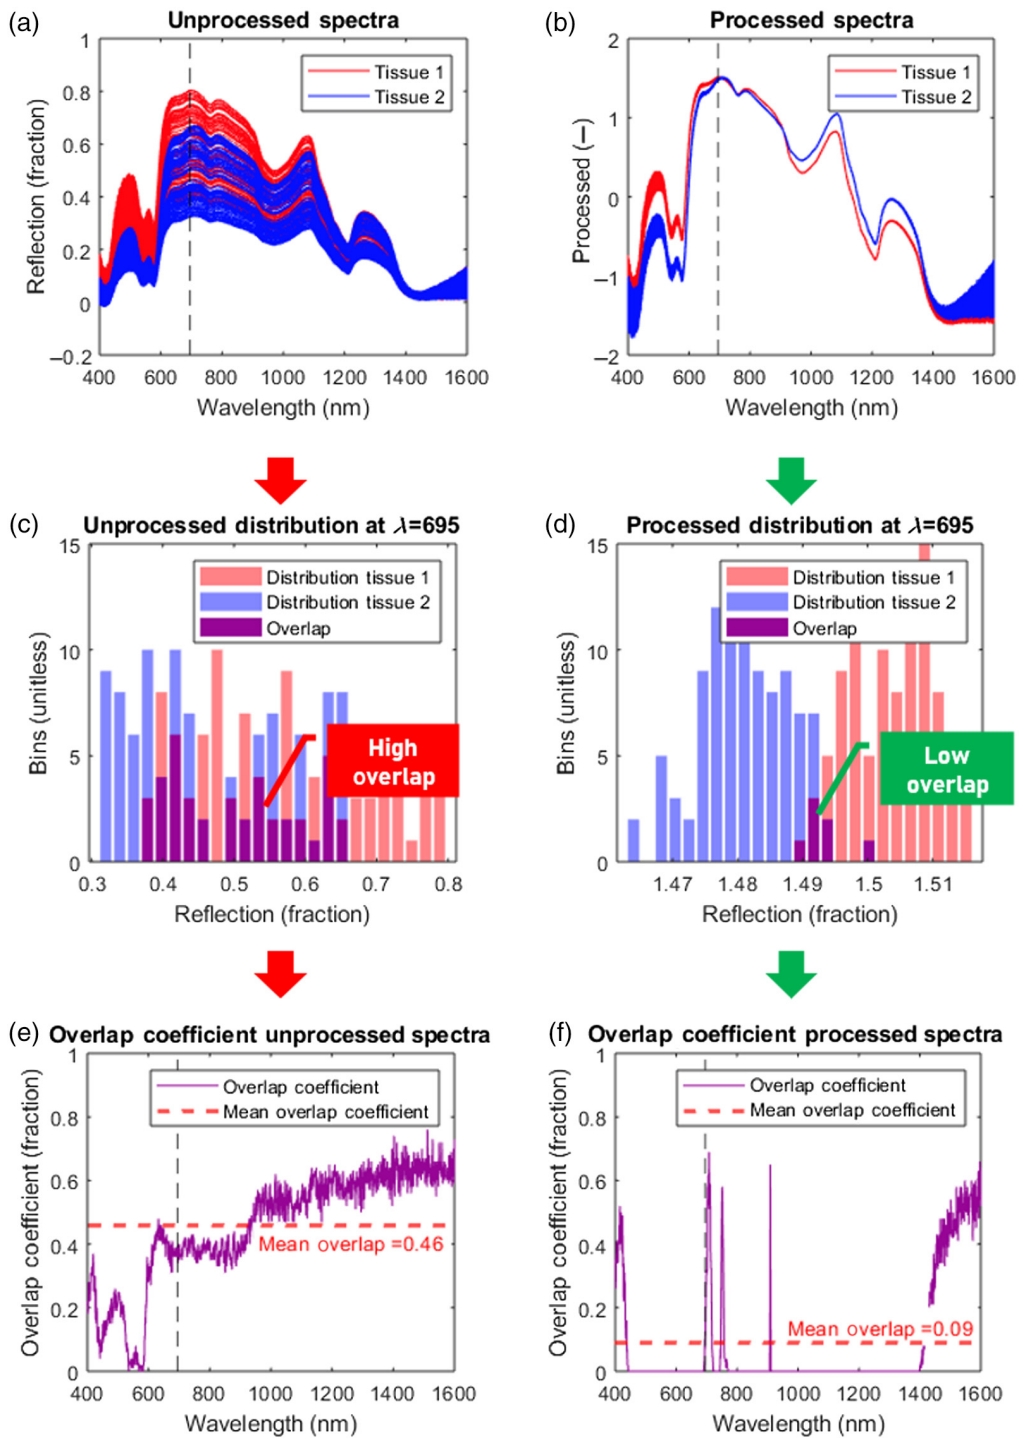 (a)
Unprocessed spectra
1
0.8
0.6
0.4
0.2
0
–0.2
Reflection (fraction)
Tissue 1
Tissue 2
400 600 800 1000 1200 1400 1600
Wavelength (nm)
(b)
Processed spectra
2
1
0
–1
–2
Processed (–)
Tissue 1
Tissue 2
400 600 800 1000 1200 1400 1600
Wavelength (nm)
(c)
Unprocessed distribution at λ=695
15
10
5
0
Bins (unitless)
Distribution tissue 1
Distribution tissue 2
Overlap
High
overlap
0.3 0.4 0.5 0.6 0.7 0.8
Reflection (fraction)
(d)
Processed distribution at λ=695
15
10
5
0
Bins (unitless)
Distribution tissue 1
Distribution tissue 2
Overlap
Low
overlap
1.47 1.48 1.49 1.5 1.51
Reflection (fraction)
(e)
Overlap coefficient unprocessed spectra
1
0.8
0.6
0.4
0.2
0
Overlap coefficient (fraction)
Overlap coefficient
Mean overlap coefficient
Mean overlap =0.46
400 600 800 1000 1200 1400 1600
Wavelength (nm)
(f)
Overlap coefficient processed spectra
1
0.8
0.6
0.4
0.2
0
Overlap coefficient (fraction)
Overlap coefficient
Mean overlap coefficient
Mean overlap =0.09
400 600 800 1000 1200 1400 1600
Wavelength (nm)